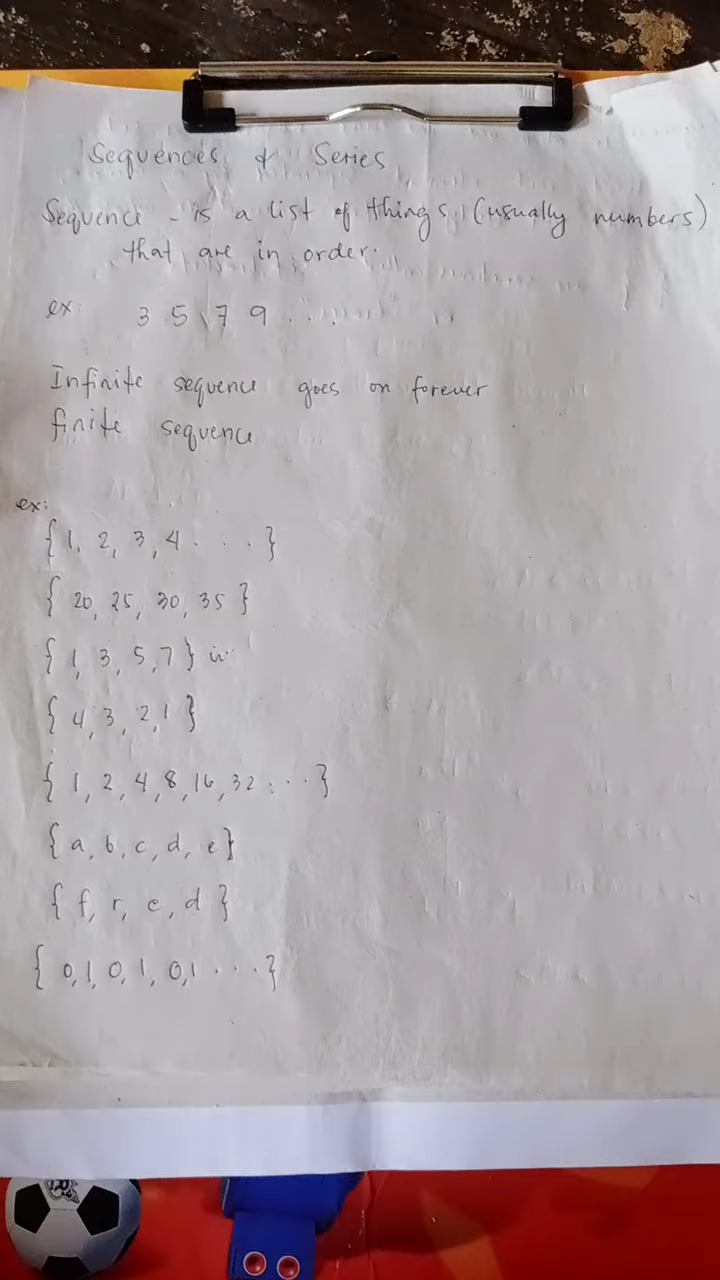 Sequences & Series
Sequence - is a list of things (usually numbers)
that are in order.
ex: 3 5 7 9 . . . .
Infinite sequence goes on forever
finite sequence
ex:
{ 1, 2, 3, 4 . . . }
{ 20, 25, 30, 35 }
{ 1, 3, 5, 7 }
{ 4, 3, 2, 1 }
{ 1, 2, 4, 8, 16, 32 . . . }
{ a, b, c, d, e }
{ f, r, e, d }
{ 0, 1, 0, 1, 0, 1 . . . }